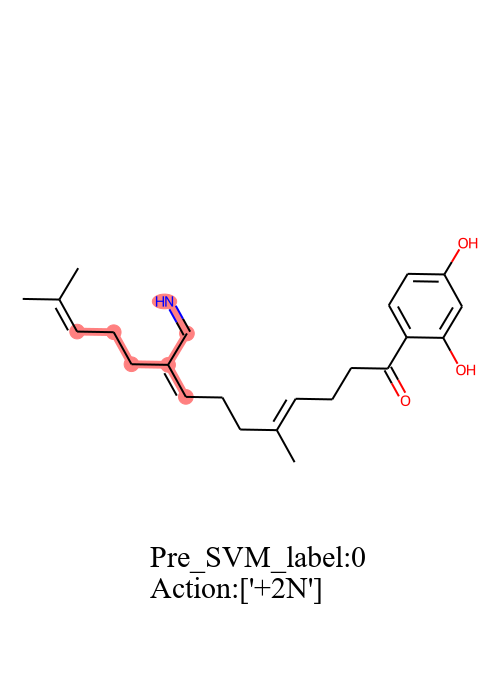 OH
HN
OH
O
Pre_SVM_label:0
Action:['+2N']